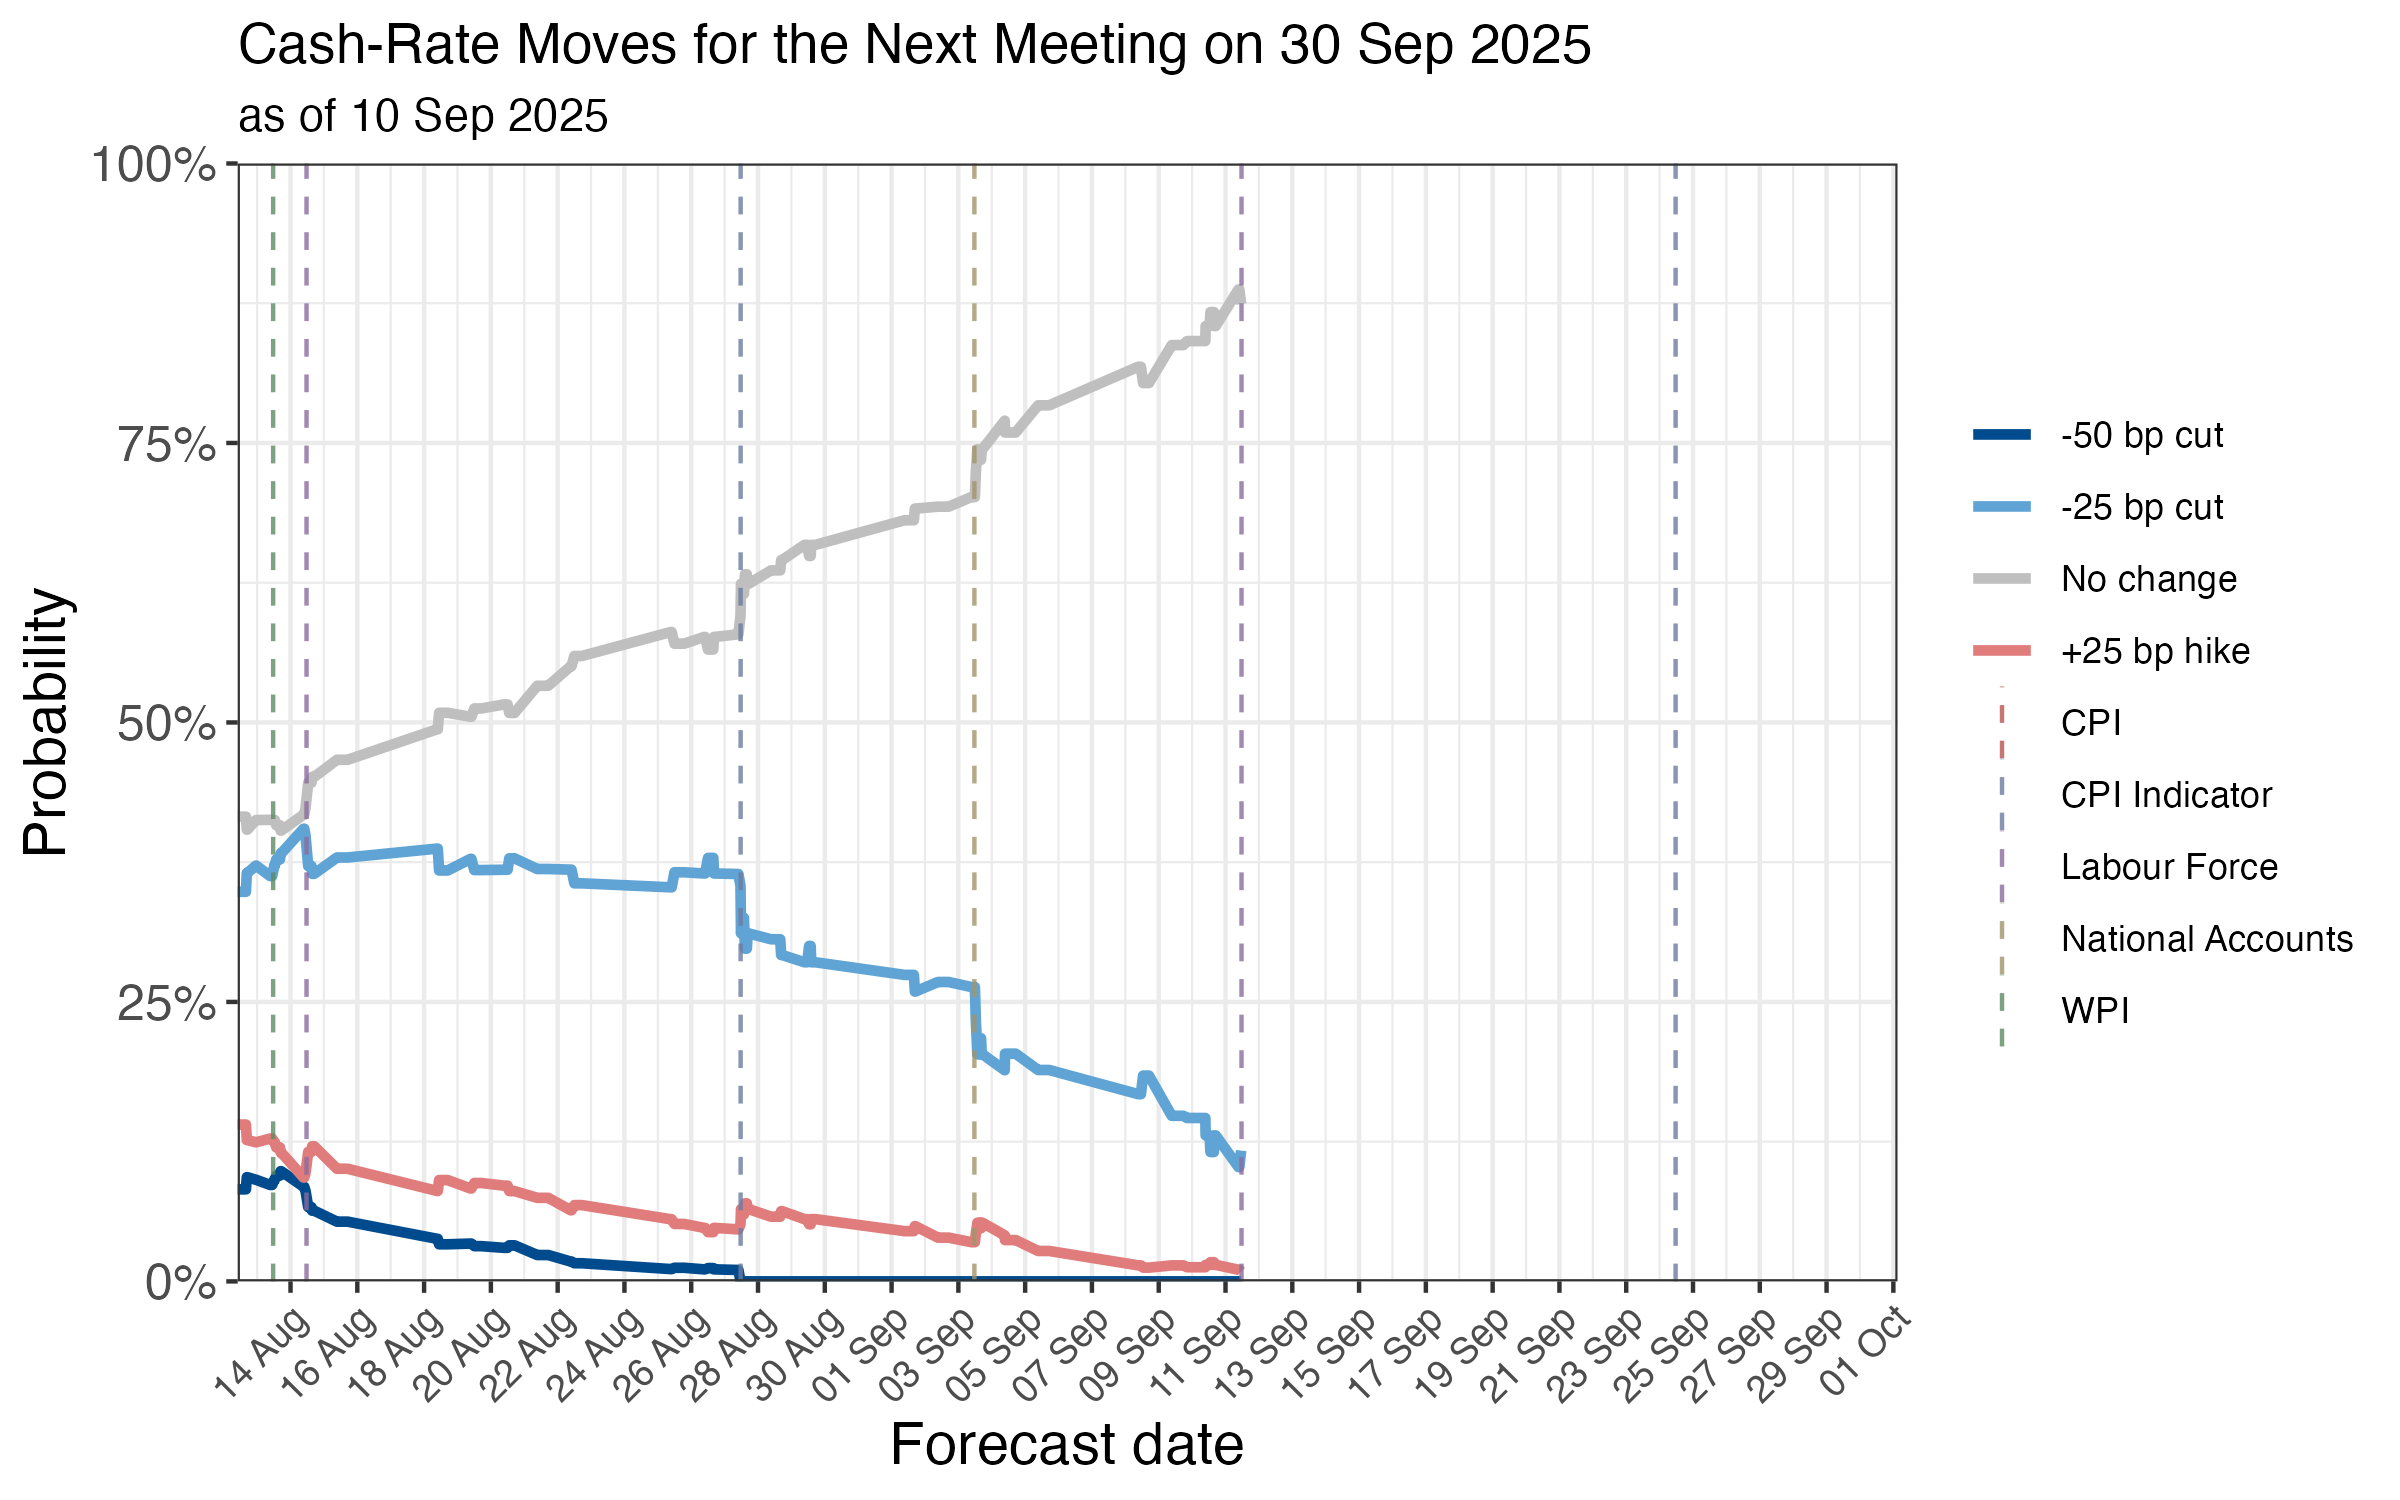 Cash-Rate Moves for the Next Meeting on 30 Sep 2025
as of 10 Sep 2025
100%
75%
50%
25%
0%
Probability
14 Aug
16 Aug
18 Aug
20 Aug
22 Aug
24 Aug
26 Aug
28 Aug
30 Aug
01 Sep
03 Sep
05 Sep
07 Sep
09 Sep
11 Sep
13 Sep
15 Sep
17 Sep
19 Sep
21 Sep
23 Sep
25 Sep
27 Sep
29 Sep
01 Oct
Forecast date
-50 bp cut
-25 bp cut
No change
+25 bp hike
CPI
CPI Indicator
Labour Force
National Accounts
WPI